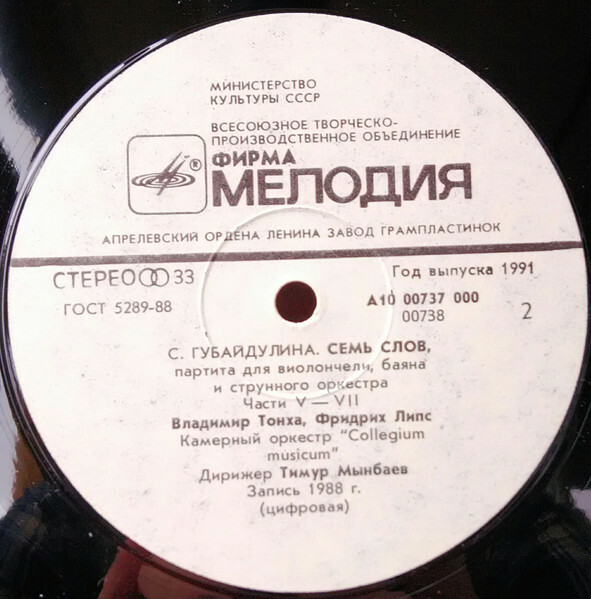 МИНИСТЕРСТВО
КУЛЬТУРЫ СССР
ВСЕСОЮЗНОЕ ТВОРЧЕСКО-
ПРОИЗВОДСТВЕННОЕ ОБЪЕДИНЕНИЕ
ФИРМА
® МЕЛОДИЯ
АПРЕЛЕВСКИЙ ОРДЕНА ЛЕНИНА ЗАВОД ГРАМПЛАСТИНОК
СТЕРЕО 33
Год выпуска 1991
ГОСТ 5289-88
А10 00737 000
00738
2
С. ГУБАЙДУЛИНА. СЕМЬ СЛОВ,
партита для виолончели, баяна
и струнного оркестра
Части V — VII
Владимир Тонха, Фридрих Липс
Камерный оркестр "Collegium
musicum"
Дирижер Тимур Мынбаев
Запись 1988 г.
(цифровая)